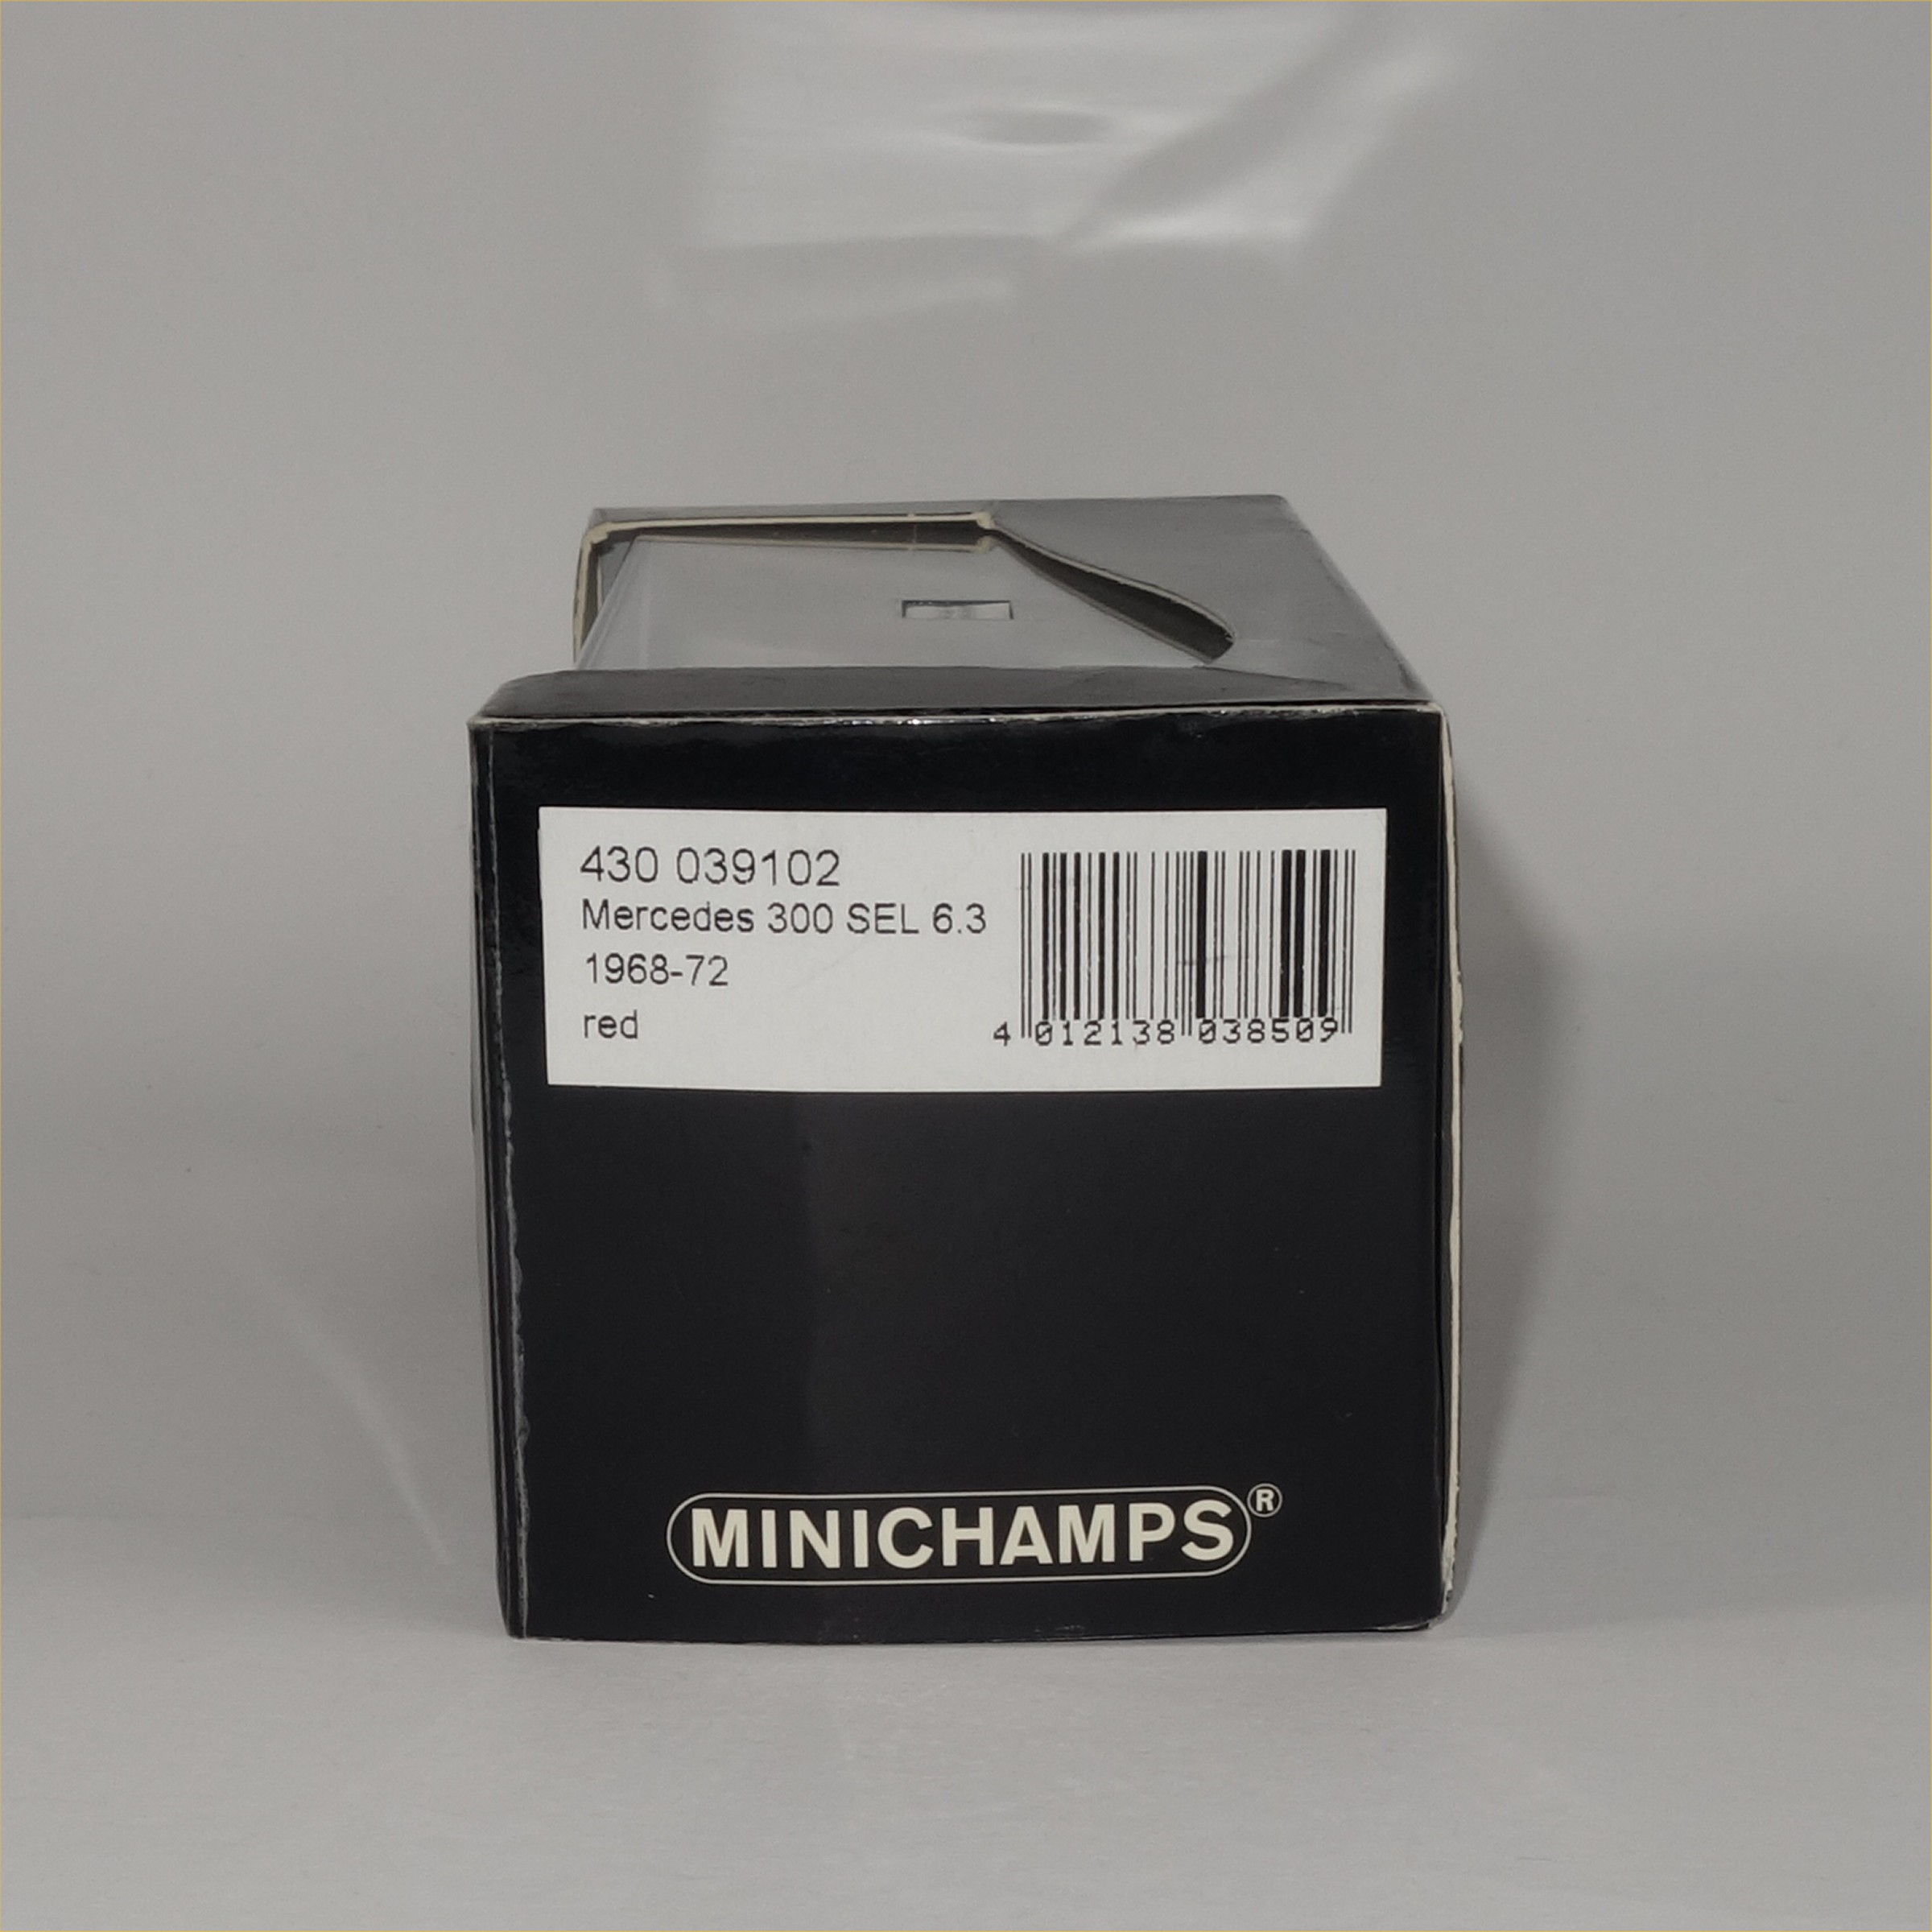 430 039102
Mercedes 300 SEL 6.3
1968-72
red
4 012138 038509
MINICHAMPS®